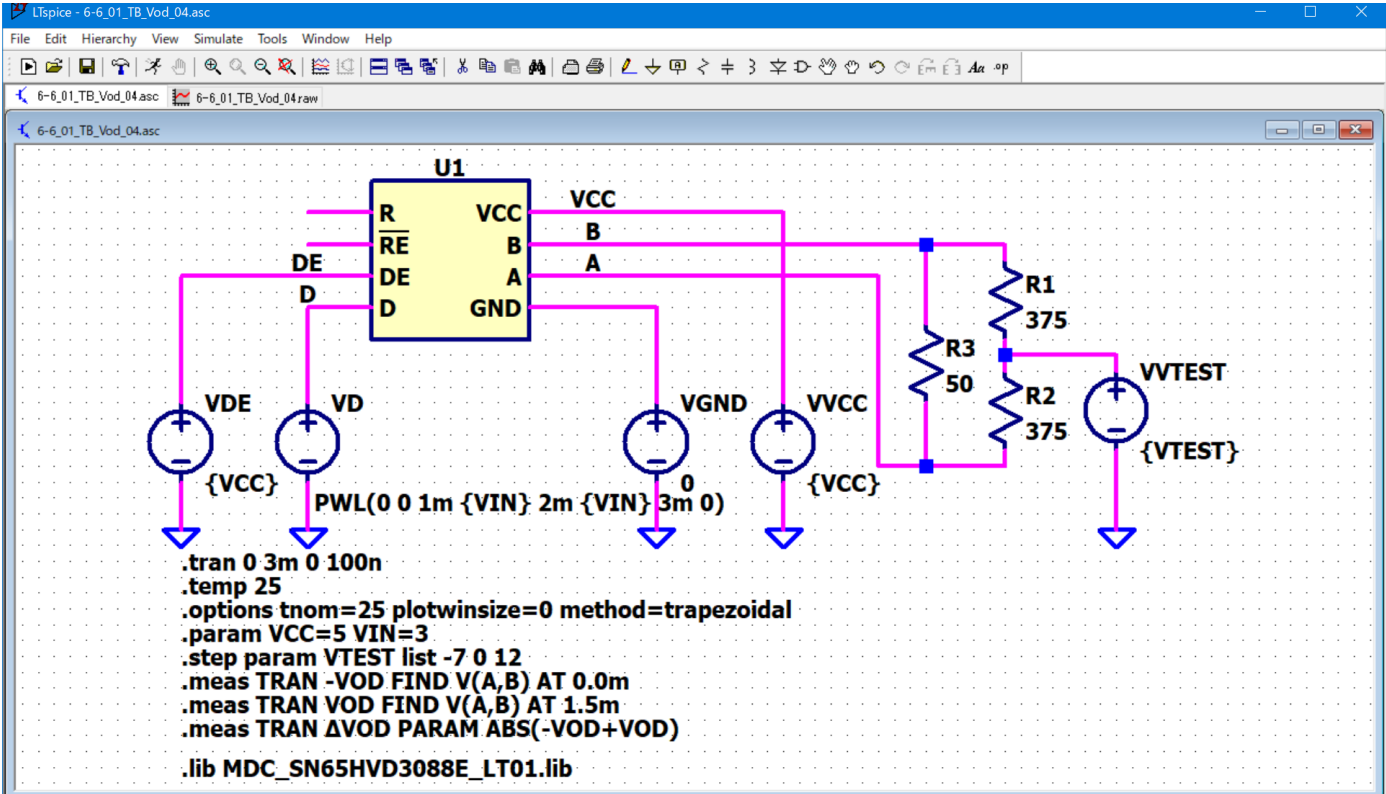 LTspice - 6-6_01_TB_Vod_04.asc
File Edit Hierarchy View Simulate Tools Window Help
Aa .op
6-6_01_TB_Vod_04.asc 6-6_01_TB_Vod_04.raw
6-6_01_TB_Vod_04.asc
U1
R VCC VCC
RE B B
DE DE A A
D D GND
R1
375
R3
50
R2
375
VVTEST
{VTEST}
VDE VD VGND VVCC
{VCC} 0 {VCC}
PWL(0 0 1m {VIN} 2m {VIN} 3m 0)
.tran 0 3m 0 100n
.temp 25
.options tnom=25 plotwinsize=0 method=trapezoidal
.param VCC=5 VIN=3
.step param VTEST list -7 0 12
.meas TRAN -VOD FIND V(A,B) AT 0.0m
.meas TRAN VOD FIND V(A,B) AT 1.5m
.meas TRAN ΔVOD PARAM ABS(-VOD+VOD)
.lib MDC_SN65HVD3088E_LT01.lib